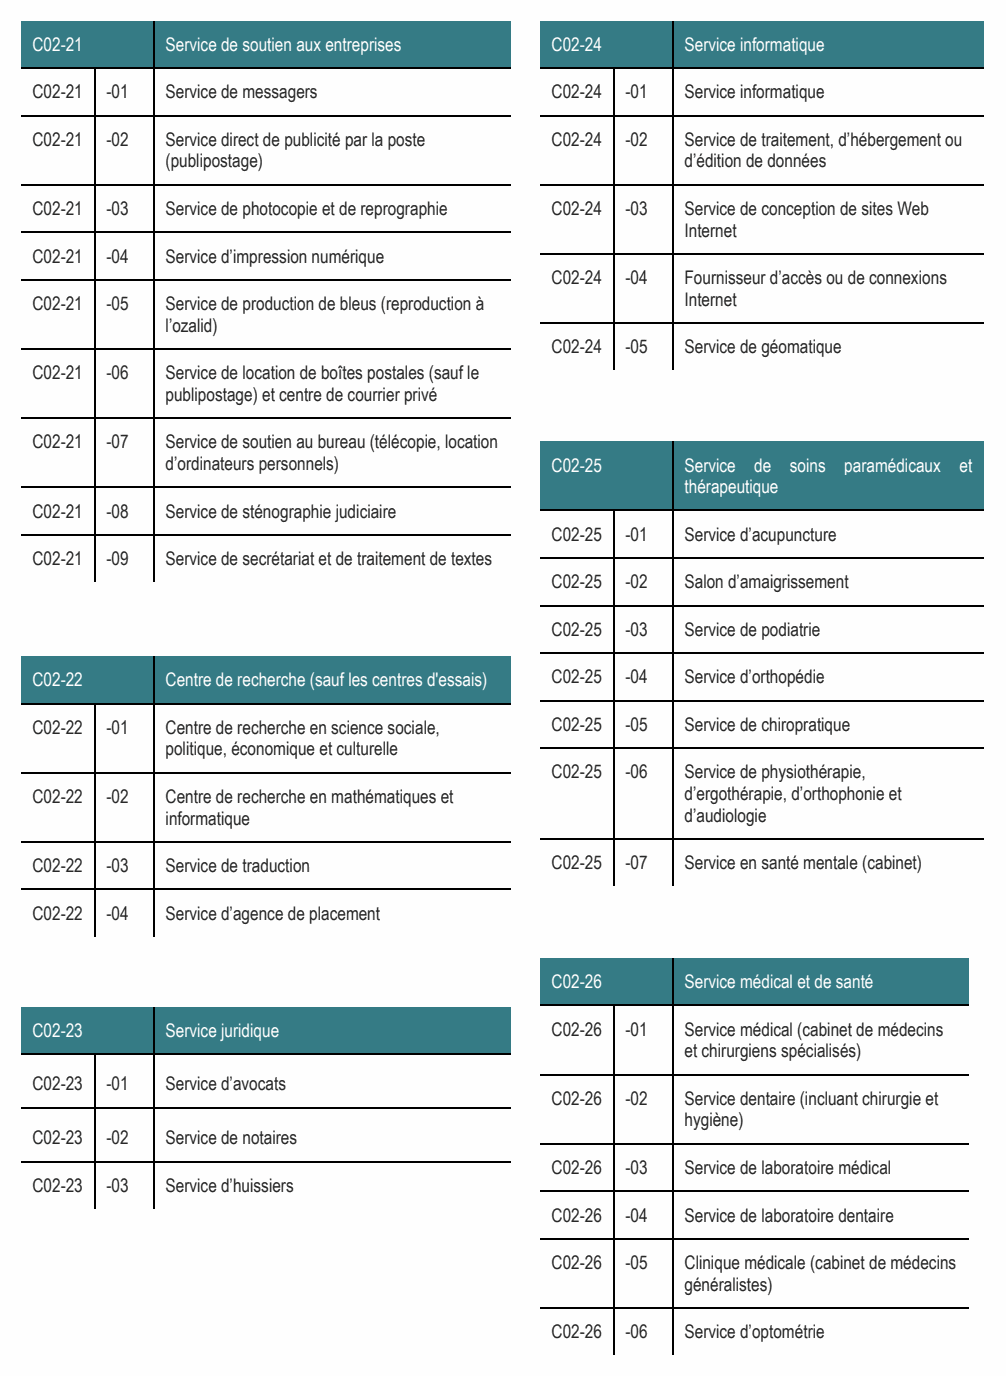 C02-21 Service de soutien aux entreprises
C02-21 -01 Service de messagers
C02-21 -02 Service direct de publicité par la poste
(publipostage)
C02-21 -03 Service de photocopie et de reprographie
C02-21 -04 Service d’impression numérique
C02-21 -05 Service de production de bleus (reproduction à
l’ozalid)
C02-21 -06 Service de location de boîtes postales (sauf le
publipostage) et centre de courrier privé
C02-21 -07 Service de soutien au bureau (télécopie, location
d’ordinateurs personnels)
C02-21 -08 Service de sténographie judiciaire
C02-21 -09 Service de secrétariat et de traitement de textes
C02-22 Centre de recherche (sauf les centres d'essais)
C02-22 -01 Centre de recherche en science sociale,
politique, économique et culturelle
C02-22 -02 Centre de recherche en mathématiques et
informatique
C02-22 -03 Service de traduction
C02-22 -04 Service d’agence de placement
C02-23 Service juridique
C02-23 -01 Service d’avocats
C02-23 -02 Service de notaires
C02-23 -03 Service d’huissiers
C02-24 Service informatique
C02-24 -01 Service informatique
C02-24 -02 Service de traitement, d’hébergement ou
d’édition de données
C02-24 -03 Service de conception de sites Web
Internet
C02-24 -04 Fournisseur d’accès ou de connexions
Internet
C02-24 -05 Service de géomatique
C02-25 Service de soins paramédicaux et
thérapeutique
C02-25 -01 Service d’acupuncture
C02-25 -02 Salon d’amaigrissement
C02-25 -03 Service de podiatrie
C02-25 -04 Service d’orthopédie
C02-25 -05 Service de chiropratique
C02-25 -06 Service de physiothérapie,
d’ergothérapie, d’orthophonie et
d’audiologie
C02-25 -07 Service en santé mentale (cabinet)
C02-26 Service médical et de santé
C02-26 -01 Service médical (cabinet de médecins
et chirurgiens spécialisés)
C02-26 -02 Service dentaire (incluant chirurgie et
hygiène)
C02-26 -03 Service de laboratoire médical
C02-26 -04 Service de laboratoire dentaire
C02-26 -05 Clinique médicale (cabinet de médecins
généralistes)
C02-26 -06 Service d’optométrie